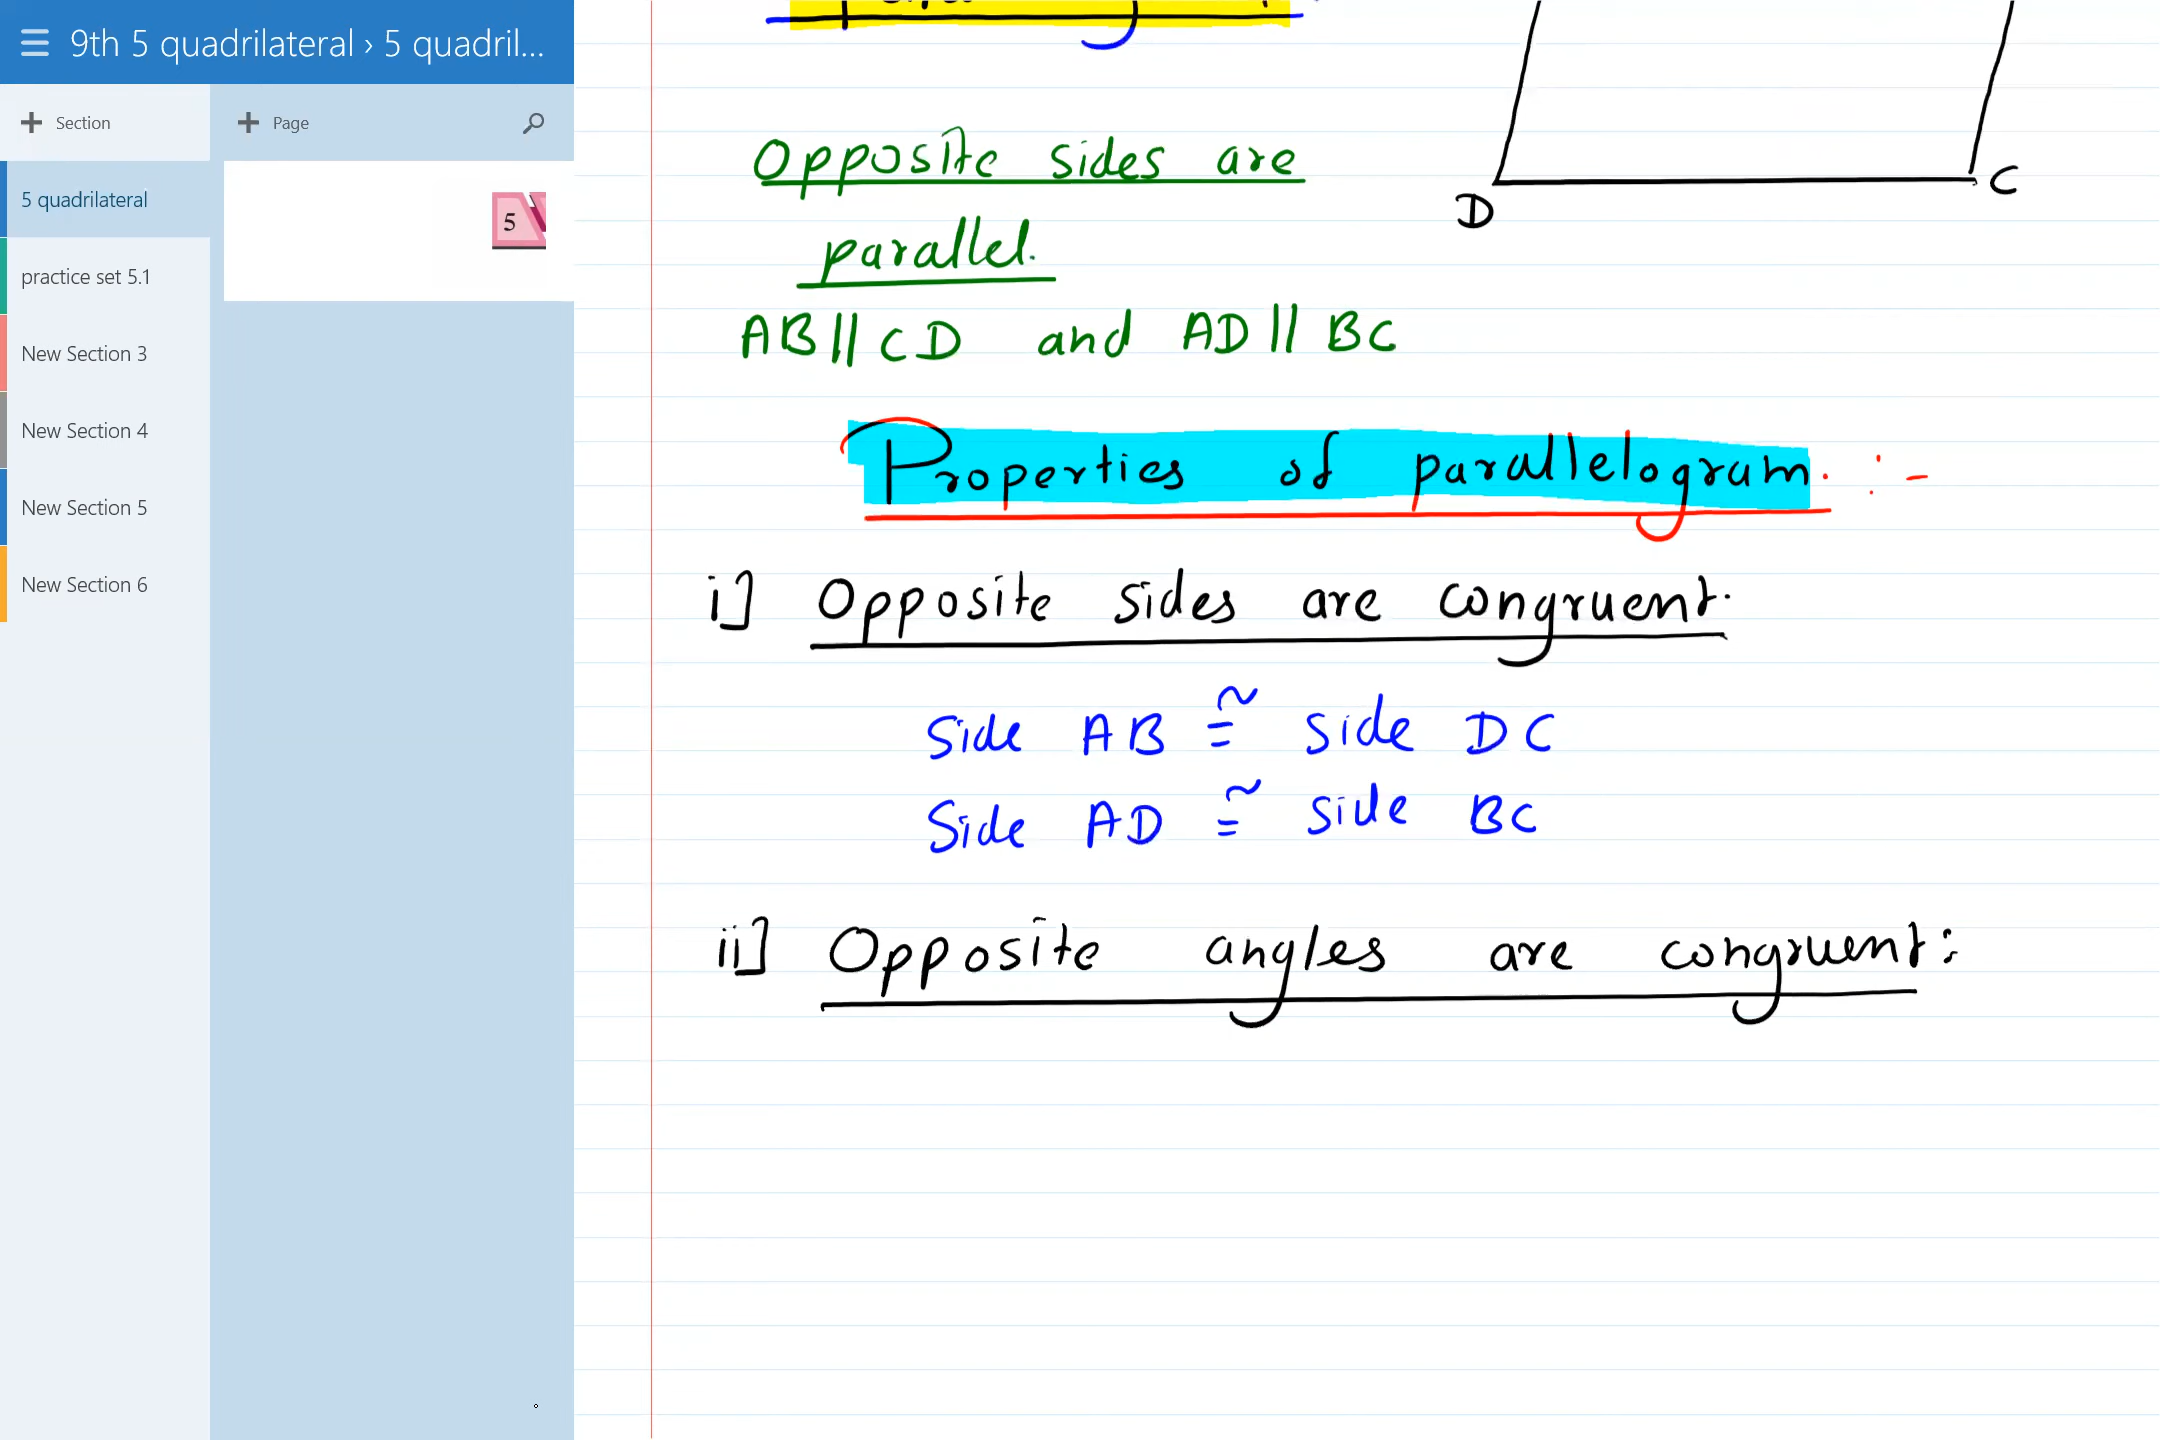 9th 5 quadrilateral › 5 quadril...
Section
Page
5 quadrilateral
5
practice set 5.1
New Section 3
New Section 4
New Section 5
New Section 6
D
C
Opposite sides are
parallel.
AB || CD and AD || BC
Properties of parallelogram. :-
i] Opposite sides are congruent.
Side AB ≅ side DC
Side AD ≅ side BC
ii] Opposite angles are congruent: